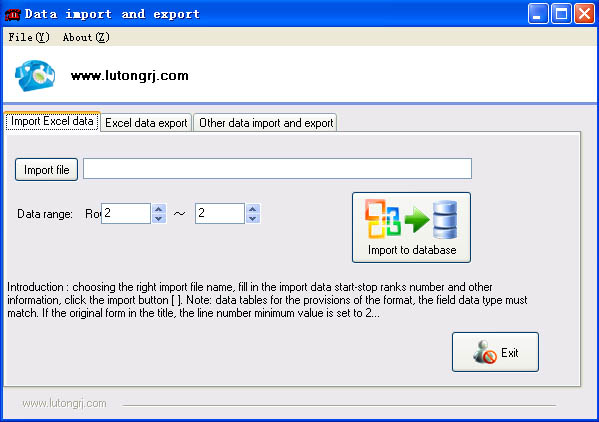 Data import and export
File(Y) About(Z)
www.lutongrj.com
Import Excel data Excel data export Other data import and export
Import file
Data range: Ro 2 ~ 2
Import to database
Introduction : choosing the right import file name, fill in the import data start-stop ranks number and other
information, click the import button [ ]. Note: data tables for the provisions of the format, the field data type must
match. If the original form in the title, the line number minimum value is set to 2...
Exit
www.lutongrj.com